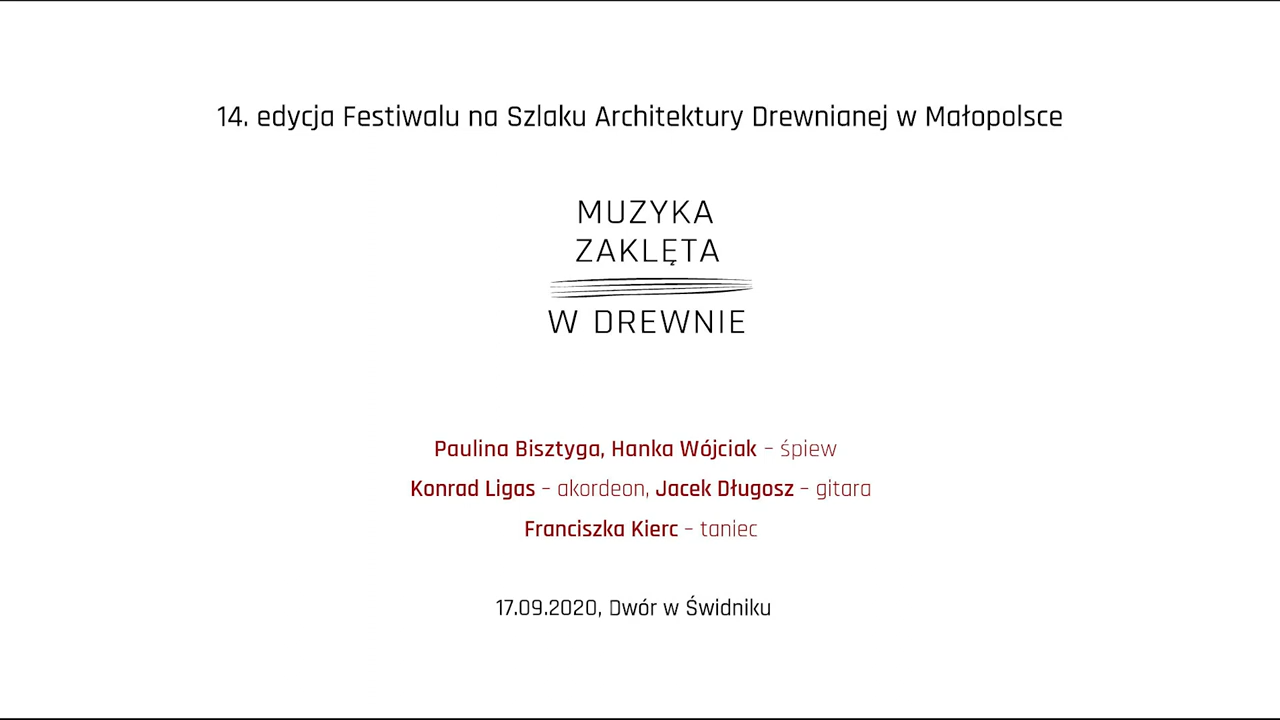 14. edycja Festiwalu na Szlaku Architektury Drewnianej w Małopolsce
MUZYKA
ZAKLĘTA
W DREWNIE
Paulina Bisztyga, Hanka Wójciak – śpiew
Konrad Ligas – akordeon, Jacek Długosz – gitara
Franciszka Kierc – taniec
17.09.2020, Dwór w Świdniku